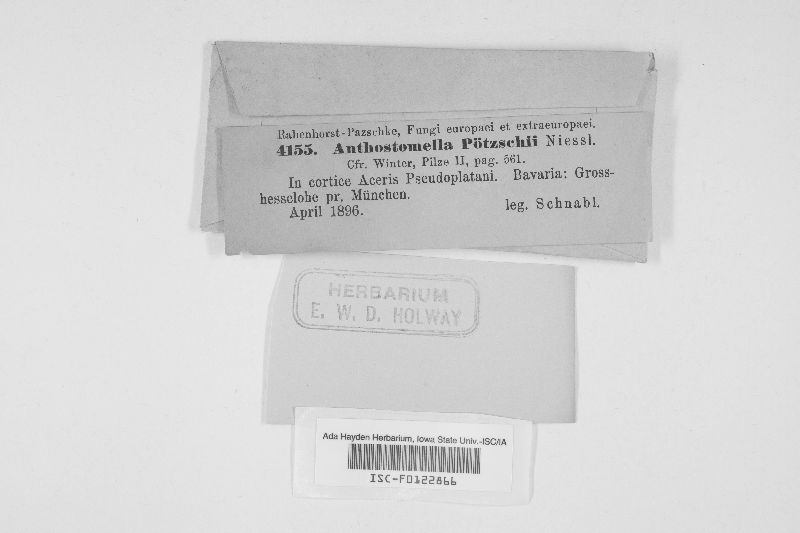 Rabenhorst-Pazschke, Fungi europaei et extraeuropaei.
4155. Anthostomella Pötzschii Niessl.
Cfr. Winter, Pilze II, pag. 561.
In cortice Aceris Pseudoplatani. Bavaria: Gross-
hesselohe pr. München.
April 1896. leg. Schnabl.
HERBARIUM
E. W. D. HOLWAY
Ada Hayden Herbarium, Iowa State Univ.-ISC/IA
ISC-F0122866